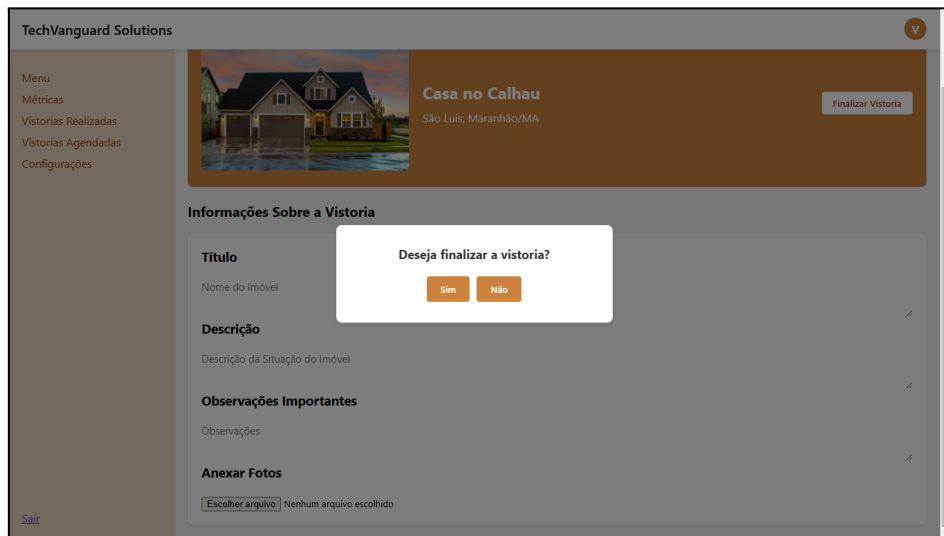 TechVanguard Solutions
V
Menu
Métricas
Vistorias Realizadas
Vistorias Agendadas
Configurações
Sair
Casa no Calhau
São Luis, Maranhão/MA
Finalizar Vistoria
Informações Sobre a Vistoria
Título
Nome do Imóvel
Descrição
Descrição da Situação do Imóvel
Observações Importantes
Observações
Anexar Fotos
Escolher arquivo Nenhum arquivo escolhido
Deseja finalizar a vistoria?
Sim Não